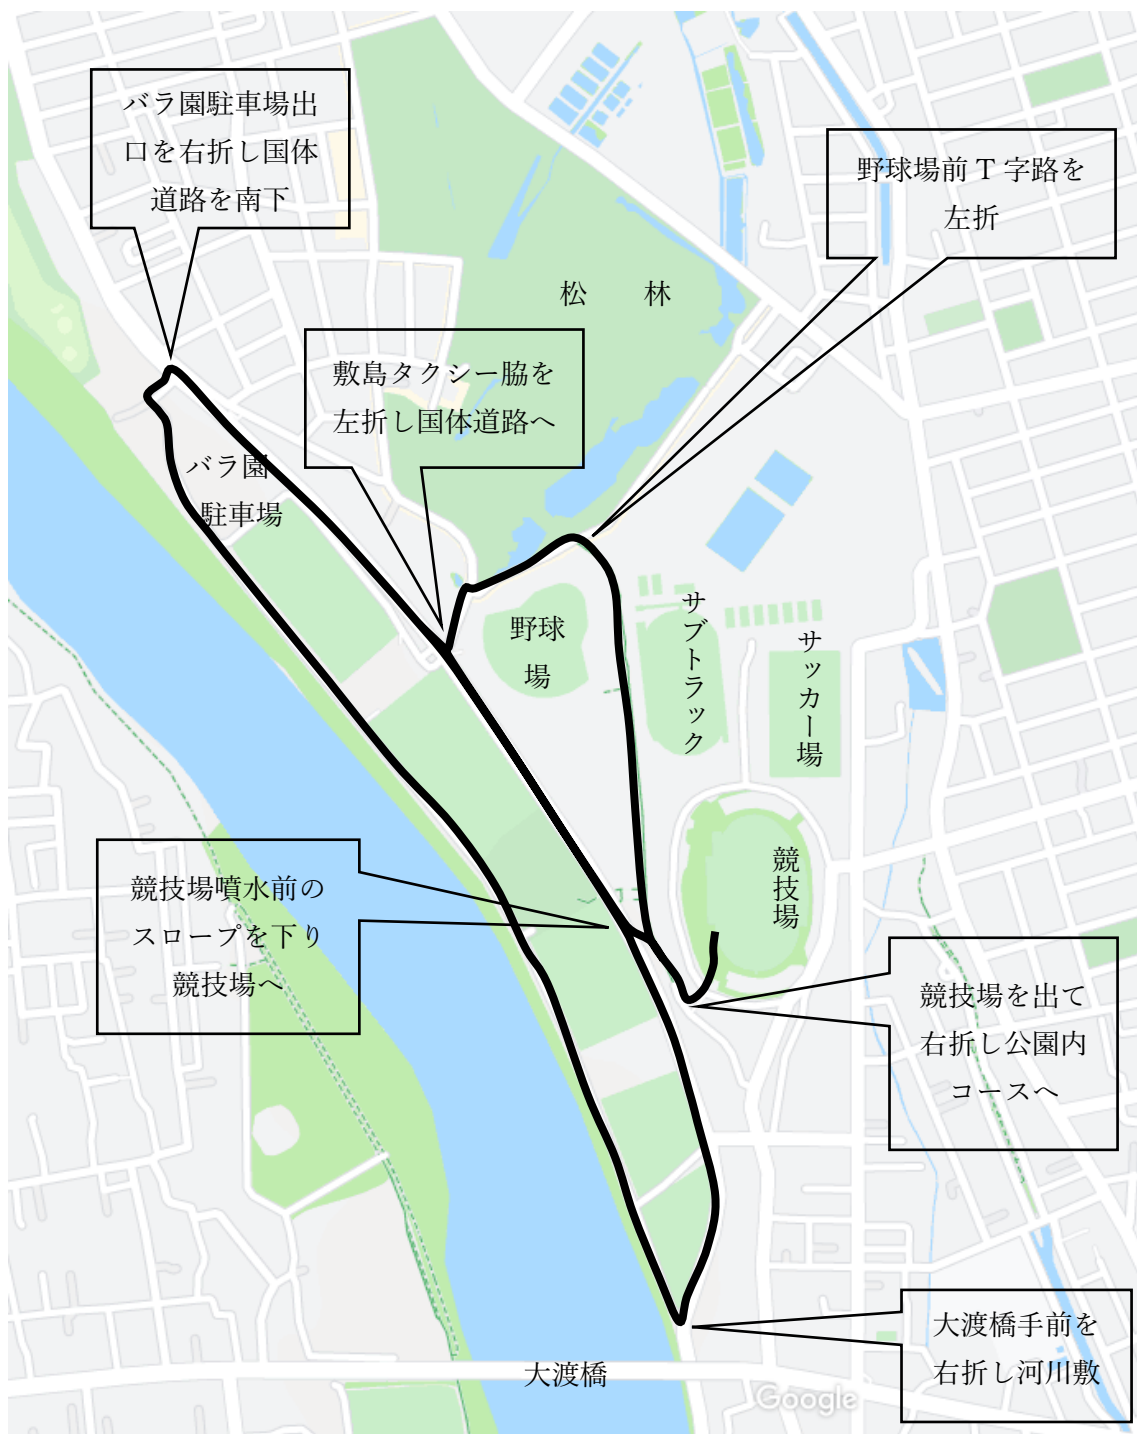 バラ園駐車場出
口を右折し国体
道路を南下
野球場前 T 字路を
左折
松　林
敷島タクシー脇を
左折し国体道路へ
バラ園
駐車場
野球
場
サブトラック
サッカー場
競技場
競技場噴水前の
スロープを下り
競技場へ
競技場を出て
右折し公園内
コースへ
大渡橋手前を
右折し河川敷
大渡橋
Google